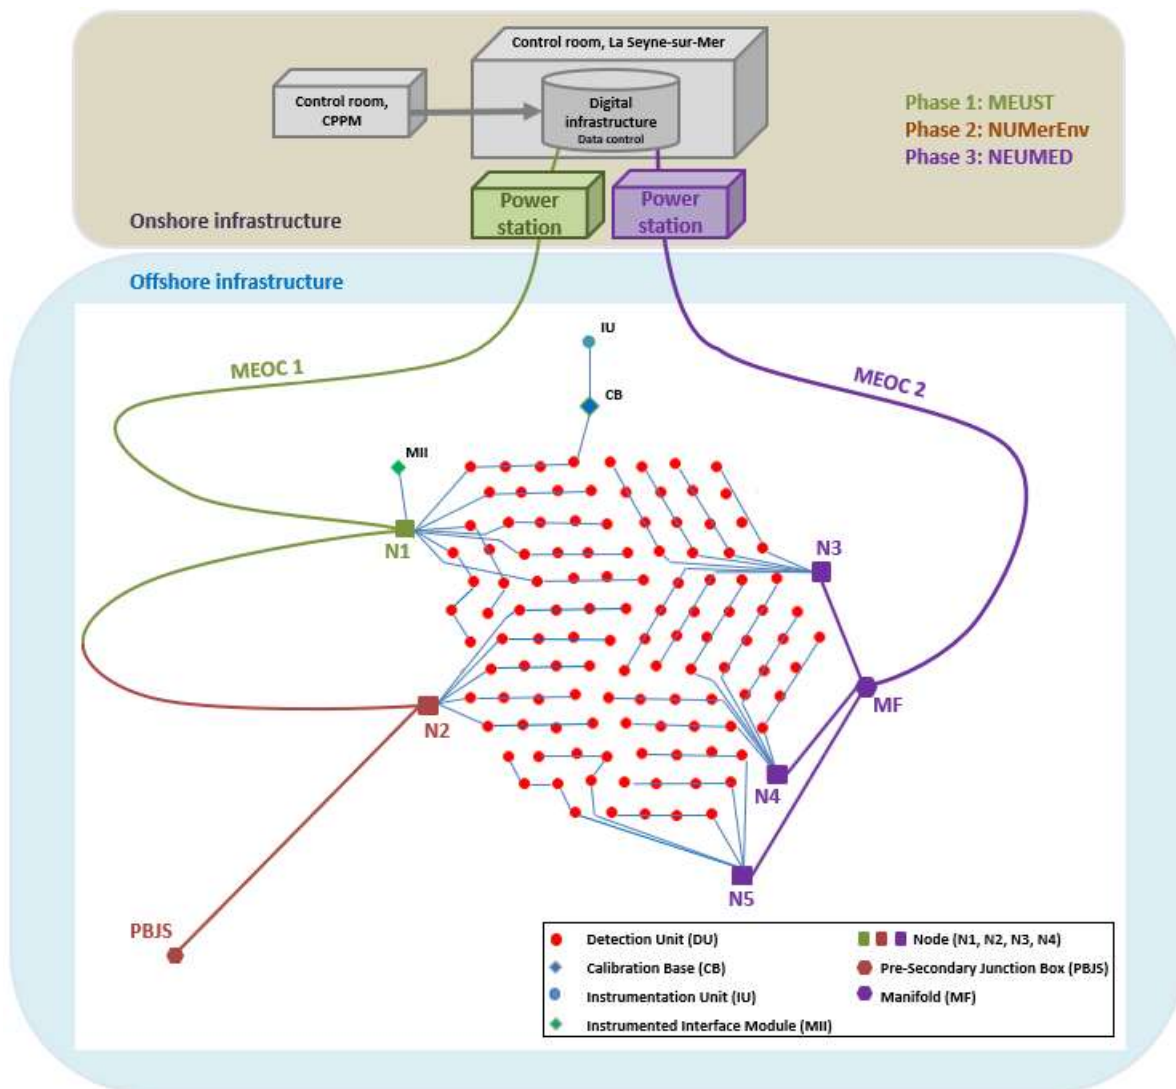 Control room, La Seyne-sur-Mer
Control room,
CPPM
Digital
infrastructure
Data control
Phase 1: MEUST
Phase 2: NUMerEnv
Phase 3: NEUMED
Power
station
Power
station
Onshore infrastructure
Offshore infrastructure
IU
MEOC 1
MEOC 2
CB
MII
N1
N3
N2
MF
N4
N5
PBJS
Detection Unit (DU)
Node (N1, N2, N3, N4)
Calibration Base (CB)
Pre-Secondary Junction Box (PBJS)
Instrumentation Unit (IU)
Manifold (MF)
Instrumented Interface Module (MII)